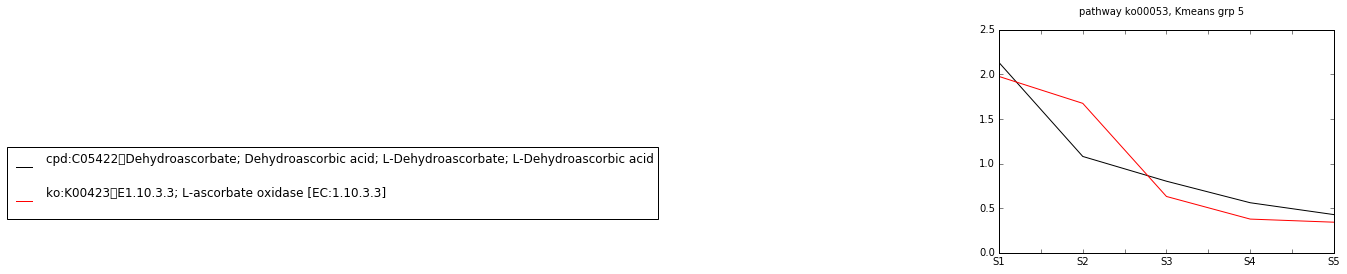 pathway ko00053, Kmeans grp 5
2.5
2.0
1.5
1.0
0.5
0.0
S1 S2 S3 S4 S5
cpd:C05422▯Dehydroascorbate; Dehydroascorbic acid; L-Dehydroascorbate; L-Dehydroascorbic acid
ko:K00423▯E1.10.3.3; L-ascorbate oxidase [EC:1.10.3.3]